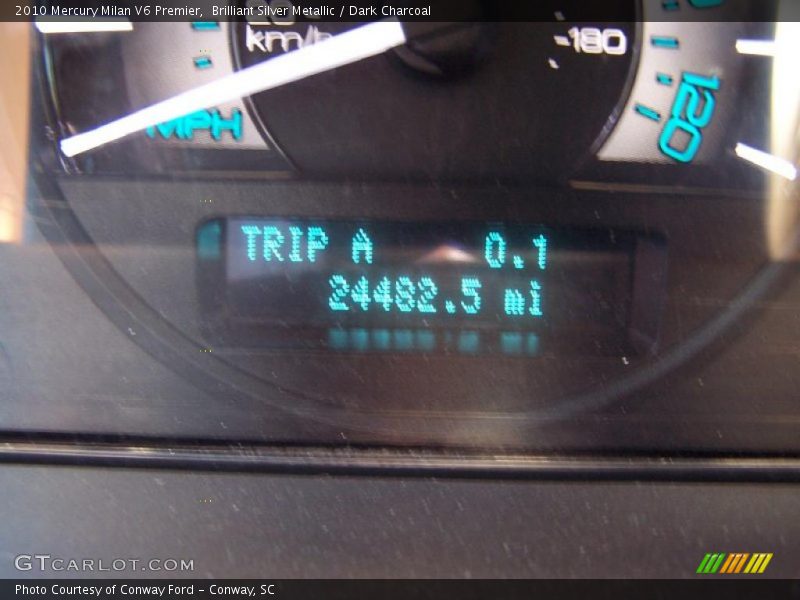 2010 Mercury Milan V6 Premier, Brilliant Silver Metallic / Dark Charcoal
km/h
180
MPH
120
TRIP A 0.1
24482.5 mi
GTCARLOT.COM
Photo Courtesy of Conway Ford - Conway, SC